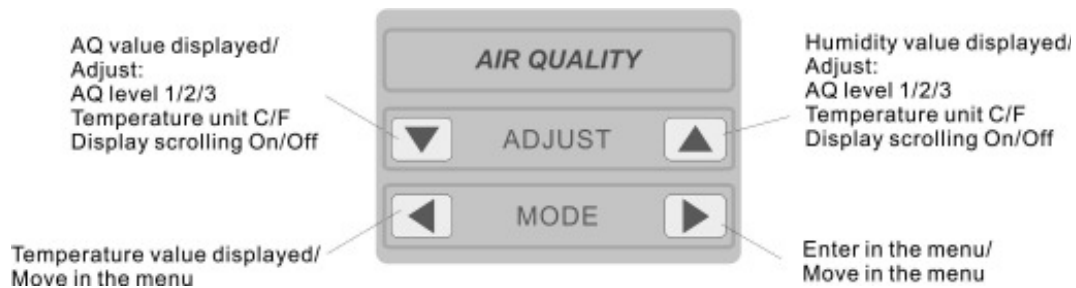 AQ value displayed/
Adjust:
AQ level 1/2/3
Temperature unit C/F
Display scrolling On/Off
AIR QUALITY
ADJUST
MODE
Humidity value displayed/
Adjust:
AQ level 1/2/3
Temperature unit C/F
Display scrolling On/Off
Temperature value displayed/
Move in the menu
Enter in the menu/
Move in the menu